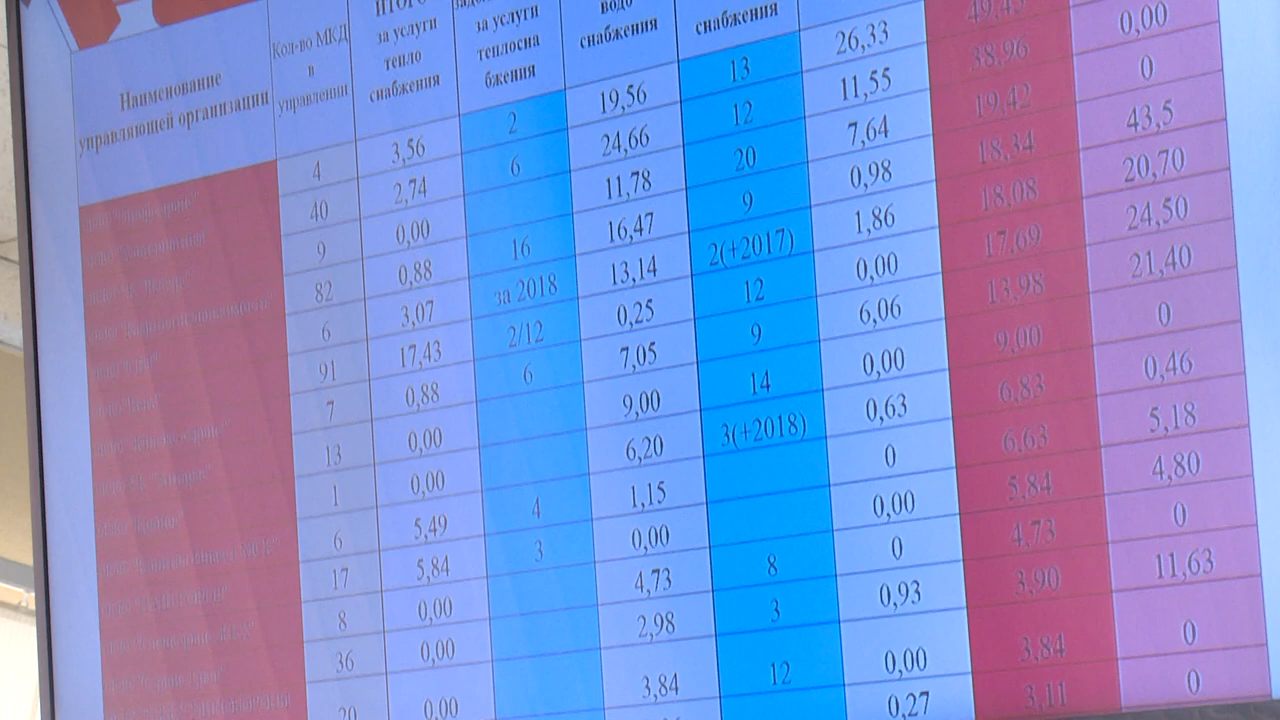 Наименование
управляющей организации
Кол-во МКД
в
управлении
ИТОГО
за услуги
тепло
снабжения
за услуги
теплосна
бжения
водо
снабжения
снабжения
4 3,56 2 19,56 13 26,33 49,45 0,00
40 2,74 6 24,66 12 11,55 38,96 0
9 0,00 11,78 20 7,64 19,42 43,5
82 0,88 16 16,47 9 0,98 18,34 20,70
6 3,07 за 2018 13,14 2(+2017) 1,86 18,08 24,50
91 17,43 2/12 0,25 12 0,00 17,69 21,40
7 0,88 6 7,05 9 6,06 13,98 0
13 0,00 9,00 14 0,00 9,00 0,46
1 0,00 6,20 3(+2018) 0,63 6,83 5,18
6 5,49 4 1,15 0 6,63 4,80
17 5,84 3 0,00 0,00 5,84 0
8 0,00 4,73 8 0 4,73 11,63
36 0,00 2,98 3 0,93 3,90
20 0,00 3,84 12 0,00 3,84 0
0,27 3,11 0